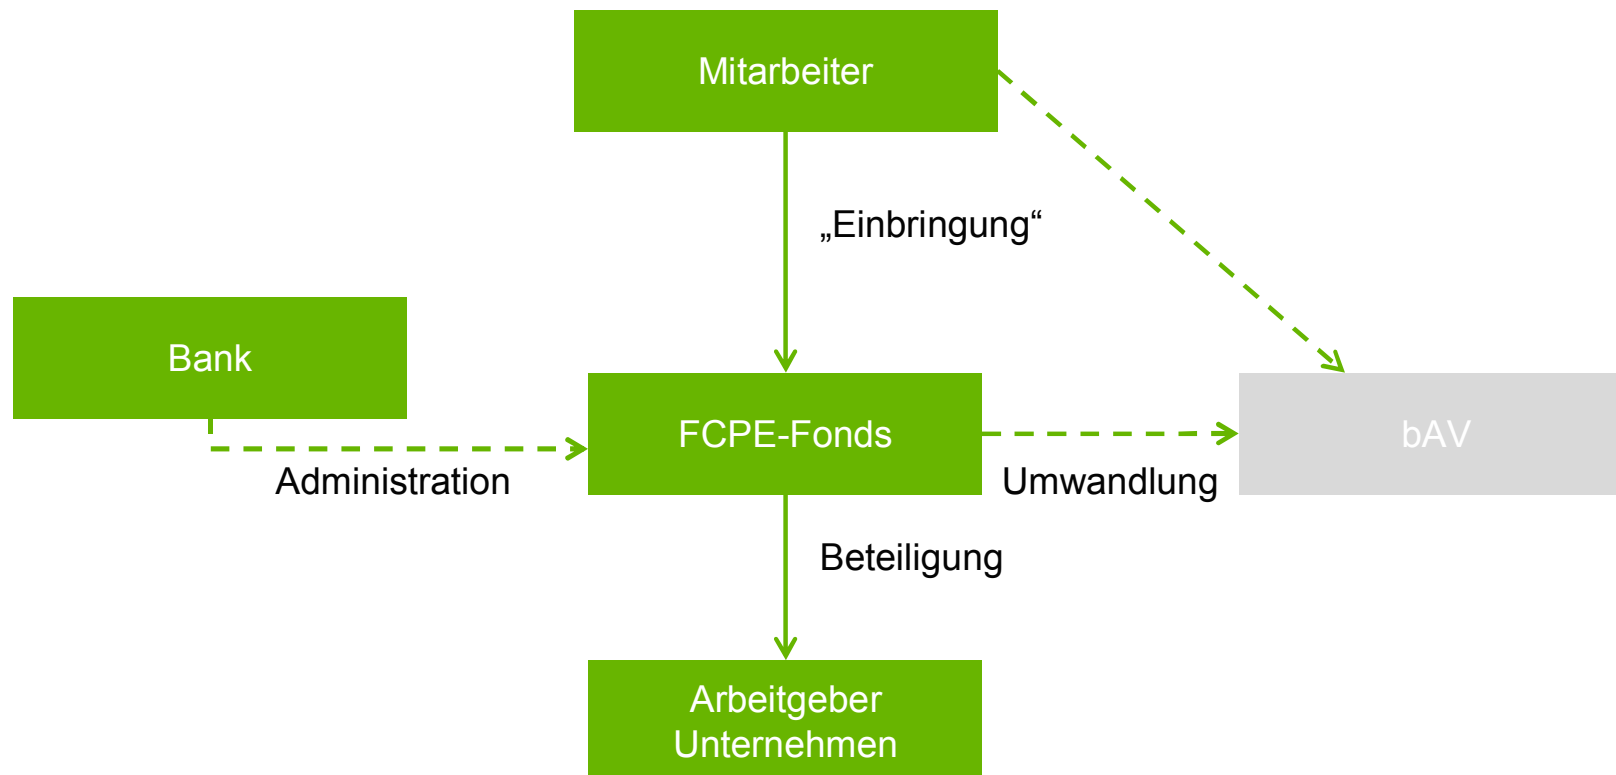 Mitarbeiter
„Einbringung“
Bank
FCPE-Fonds
bAV
Administration
Umwandlung
Beteiligung
Arbeitgeber
Unternehmen